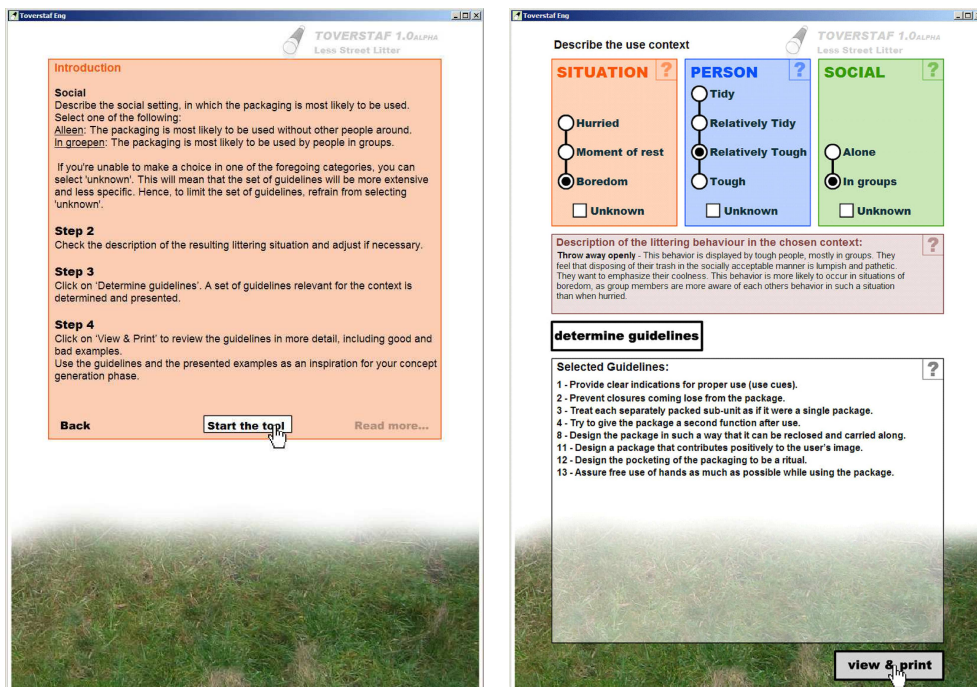 Toverstaf Eng
TOVERSTAF 1.0ALPHA
Less Street Litter
Introduction
Social
Describe the social setting, in which the packaging is most likely to be used.
Select one of the following:
Alleen: The packaging is most likely to be used without other people around.
In groepen: The packaging is most likely to be used by people in groups.
If you're unable to make a choice in one of the foregoing categories, you can
select 'unknown'. This will mean that the set of guidelines will be more extensive
and less specific. Hence, to limit the set of guidelines, refrain from selecting
'unknown'.
Step 2
Check the description of the resulting littering situation and adjust if necessary.
Step 3
Click on 'Determine guidelines'. A set of guidelines relevant for the context is
determined and presented.
Step 4
Click on 'View & Print' to review the guidelines in more detail, including good and
bad examples.
Use the guidelines and the presented examples as an inspiration for your concept
generation phase.
Back Start the tool Read more...
Toverstaf Eng
TOVERSTAF 1.0ALPHA
Less Street Litter
Describe the use context
SITUATION ?
Hurried
Moment of rest
Boredom
Unknown
PERSON ?
Tidy
Relatively Tidy
Relatively Tough
Tough
Unknown
SOCIAL ?
Alone
In groups
Unknown
Description of the littering behaviour in the chosen context: ?
Throw away openly - This behavior is displayed by tough people, mostly in groups. They
feel that disposing of their trash in the socially acceptable manner is lumpish and pathetic.
They want to emphasize their coolness. This behavior is more likely to occur in situations of
boredom, as group members are more aware of each others behavior in such a situation
than when hurried.
determine guidelines
Selected Guidelines: ?
1 - Provide clear indications for proper use (use cues).
2 - Prevent closures coming lose from the package.
3 - Treat each separately packed sub-unit as if it were a single package.
4 - Try to give the package a second function after use.
8 - Design the package in such a way that it can be reclosed and carried along.
11 - Design a package that contributes positively to the user's image.
12 - Design the pocketing of the packaging to be a ritual.
13 - Assure free use of hands as much as possible while using the package.
view & print